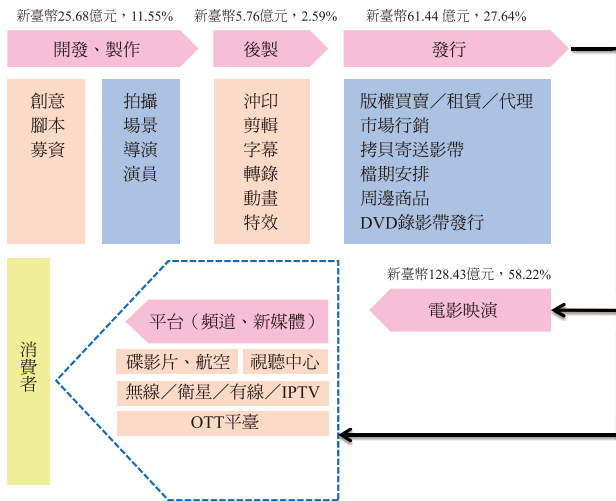 新臺幣25.68億元，11.55%
新臺幣5.76億元，2.59%
新臺幣61.44 億元，27.64%
開發、製作
後製
發行
創意
腳本
募資
拍攝
場景
導演
演員
沖印
剪輯
字幕
轉錄
動畫
特效
版權買賣／租賃／代理
市場行銷
拷貝寄送影帶
檔期安排
周邊商品
DVD錄影帶發行
新臺幣128.43億元，58.22%
電影映演
平台（頻道、新媒體）
碟影片、航空
視聽中心
無線／衛星／有線／IPTV
OTT平臺
消費者